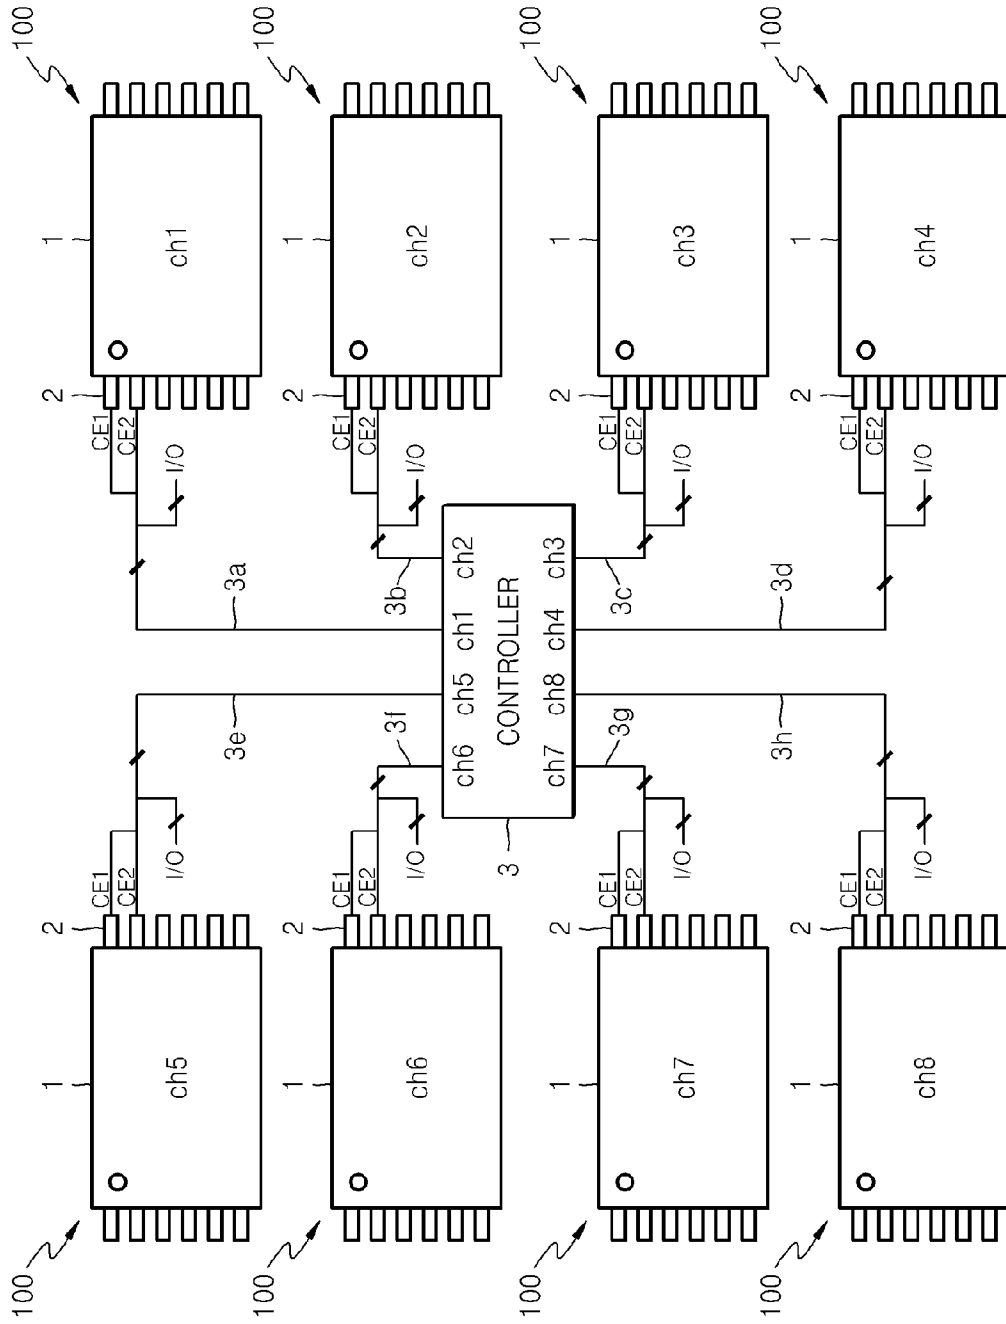 100 100
1 2 2 1
CE1 CE1
CE2 CE2
ch5 I/O I/O ch1
3e 3a
100 100
1 2 2 1
CE1 CE1
CE2 CE2
3f 3b
ch6 I/O I/O ch2
ch6 ch5 ch1 ch2
3 CONTROLLER
ch7 ch8 ch4 ch3
100 100
1 2 2 1
CE1 CE1
CE2 CE2
3g 3c
ch7 I/O I/O ch3
100 100
3h 3d
1 2 2 1
CE1 CE1
CE2 CE2
ch8 I/O I/O ch4